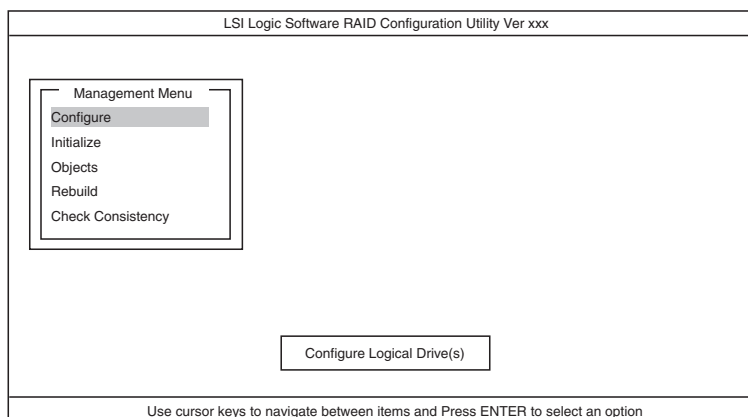 LSI Logic Software RAID Configuration Utility Ver xxx
Management Menu
Configure
Initialize
Objects
Rebuild
Check Consistency
Configure Logical Drive(s)
Use cursor keys to navigate between items and Press ENTER to select an option